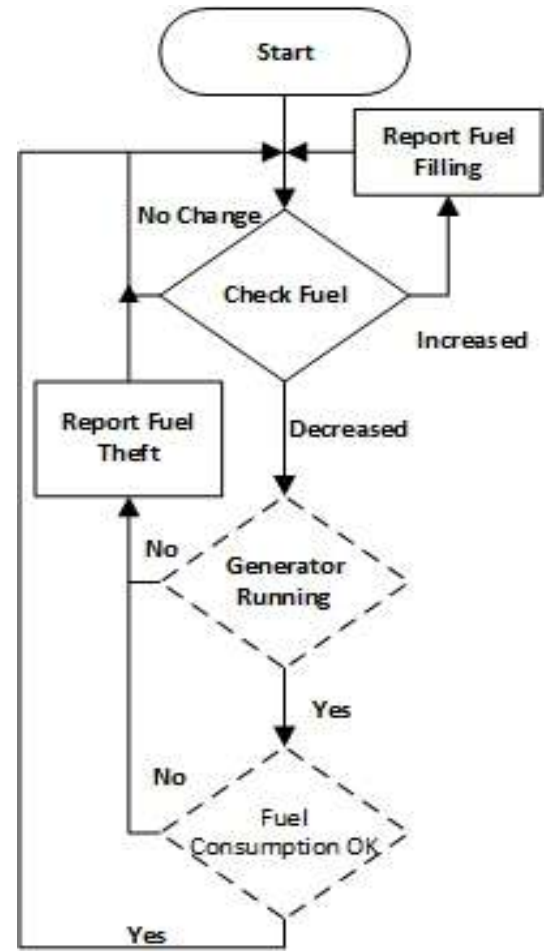 Start
Report Fuel
Filling
No Change
Check Fuel
Increased
Report Fuel
Theft
Decreased
No
Generator
Running
Yes
No
Fuel
Consumption OK
Yes